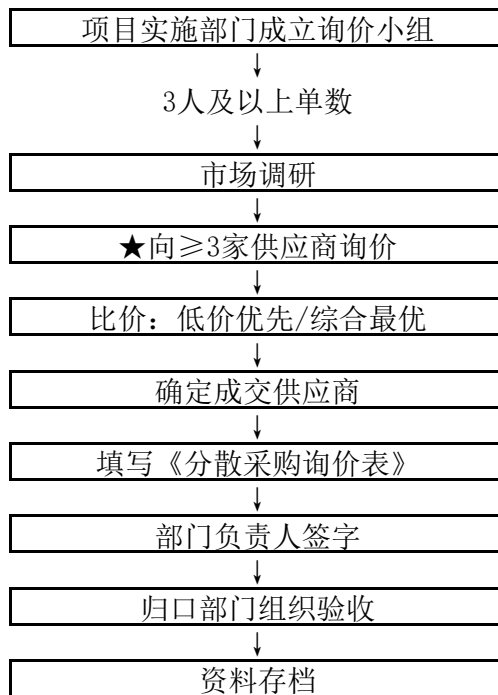 项目实施部门成立询价小组
↓
3人及以上单数
↓
市场调研
↓
★向≥3家供应商询价
↓
比价：低价优先/综合最优
↓
确定成交供应商
↓
填写《分散采购询价表》
↓
部门负责人签字
↓
归口部门组织验收
↓
资料存档